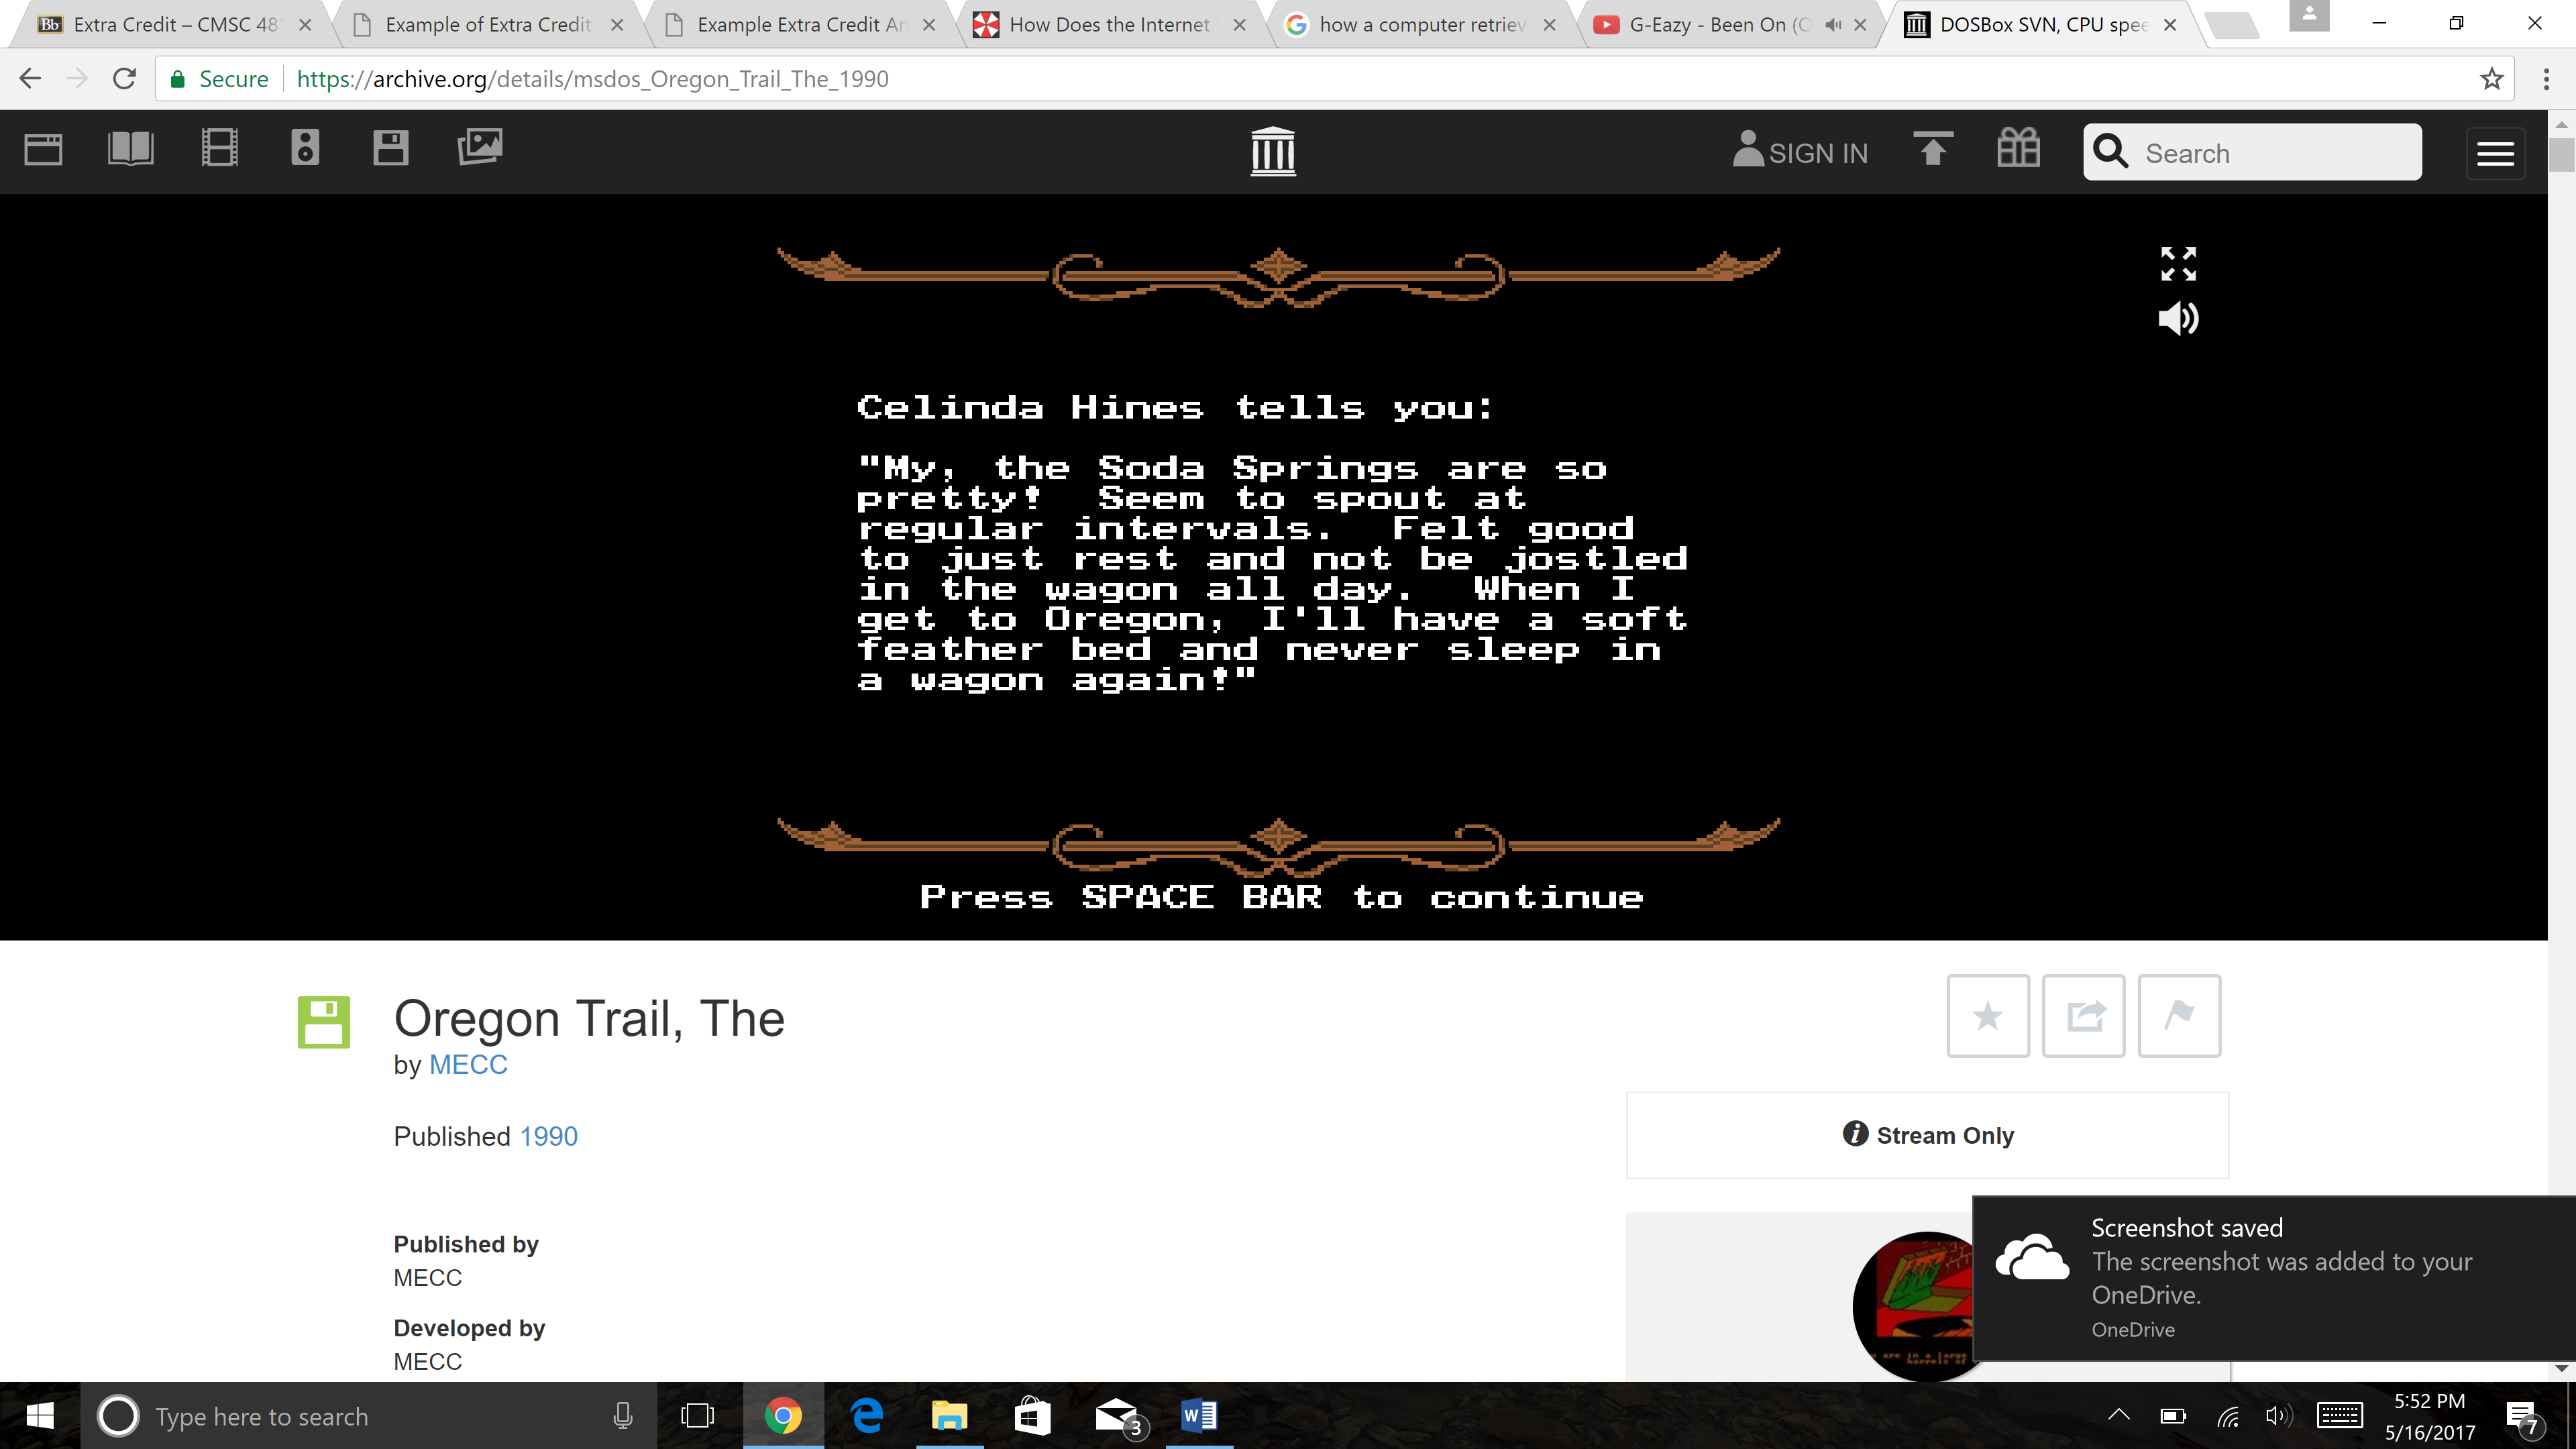 Extra Credit – CMSC 48
Example of Extra Credit
Example Extra Credit An
How Does the Internet
how a computer retriev
G-Eazy - Been On (O
DOSBox SVN, CPU spee
Secure
https://archive.org/details/msdos_Oregon_Trail_The_1990
SIGN IN
Search
Celinda Hines tells you:
"My, the Soda Springs are so
pretty!  Seem to spout at
regular intervals.  Felt good
to just rest and not be jostled
in the wagon all day.  When I
get to Oregon, I'll have a soft
feather bed and never sleep in
a wagon again!"
Press SPACE BAR to continue
Oregon Trail, The
by MECC
Published 1990
Stream Only
Published by
MECC
Developed by
MECC
Screenshot saved
The screenshot was added to your
OneDrive.
OneDrive
Type here to search
3
5:52 PM
5/16/2017
7